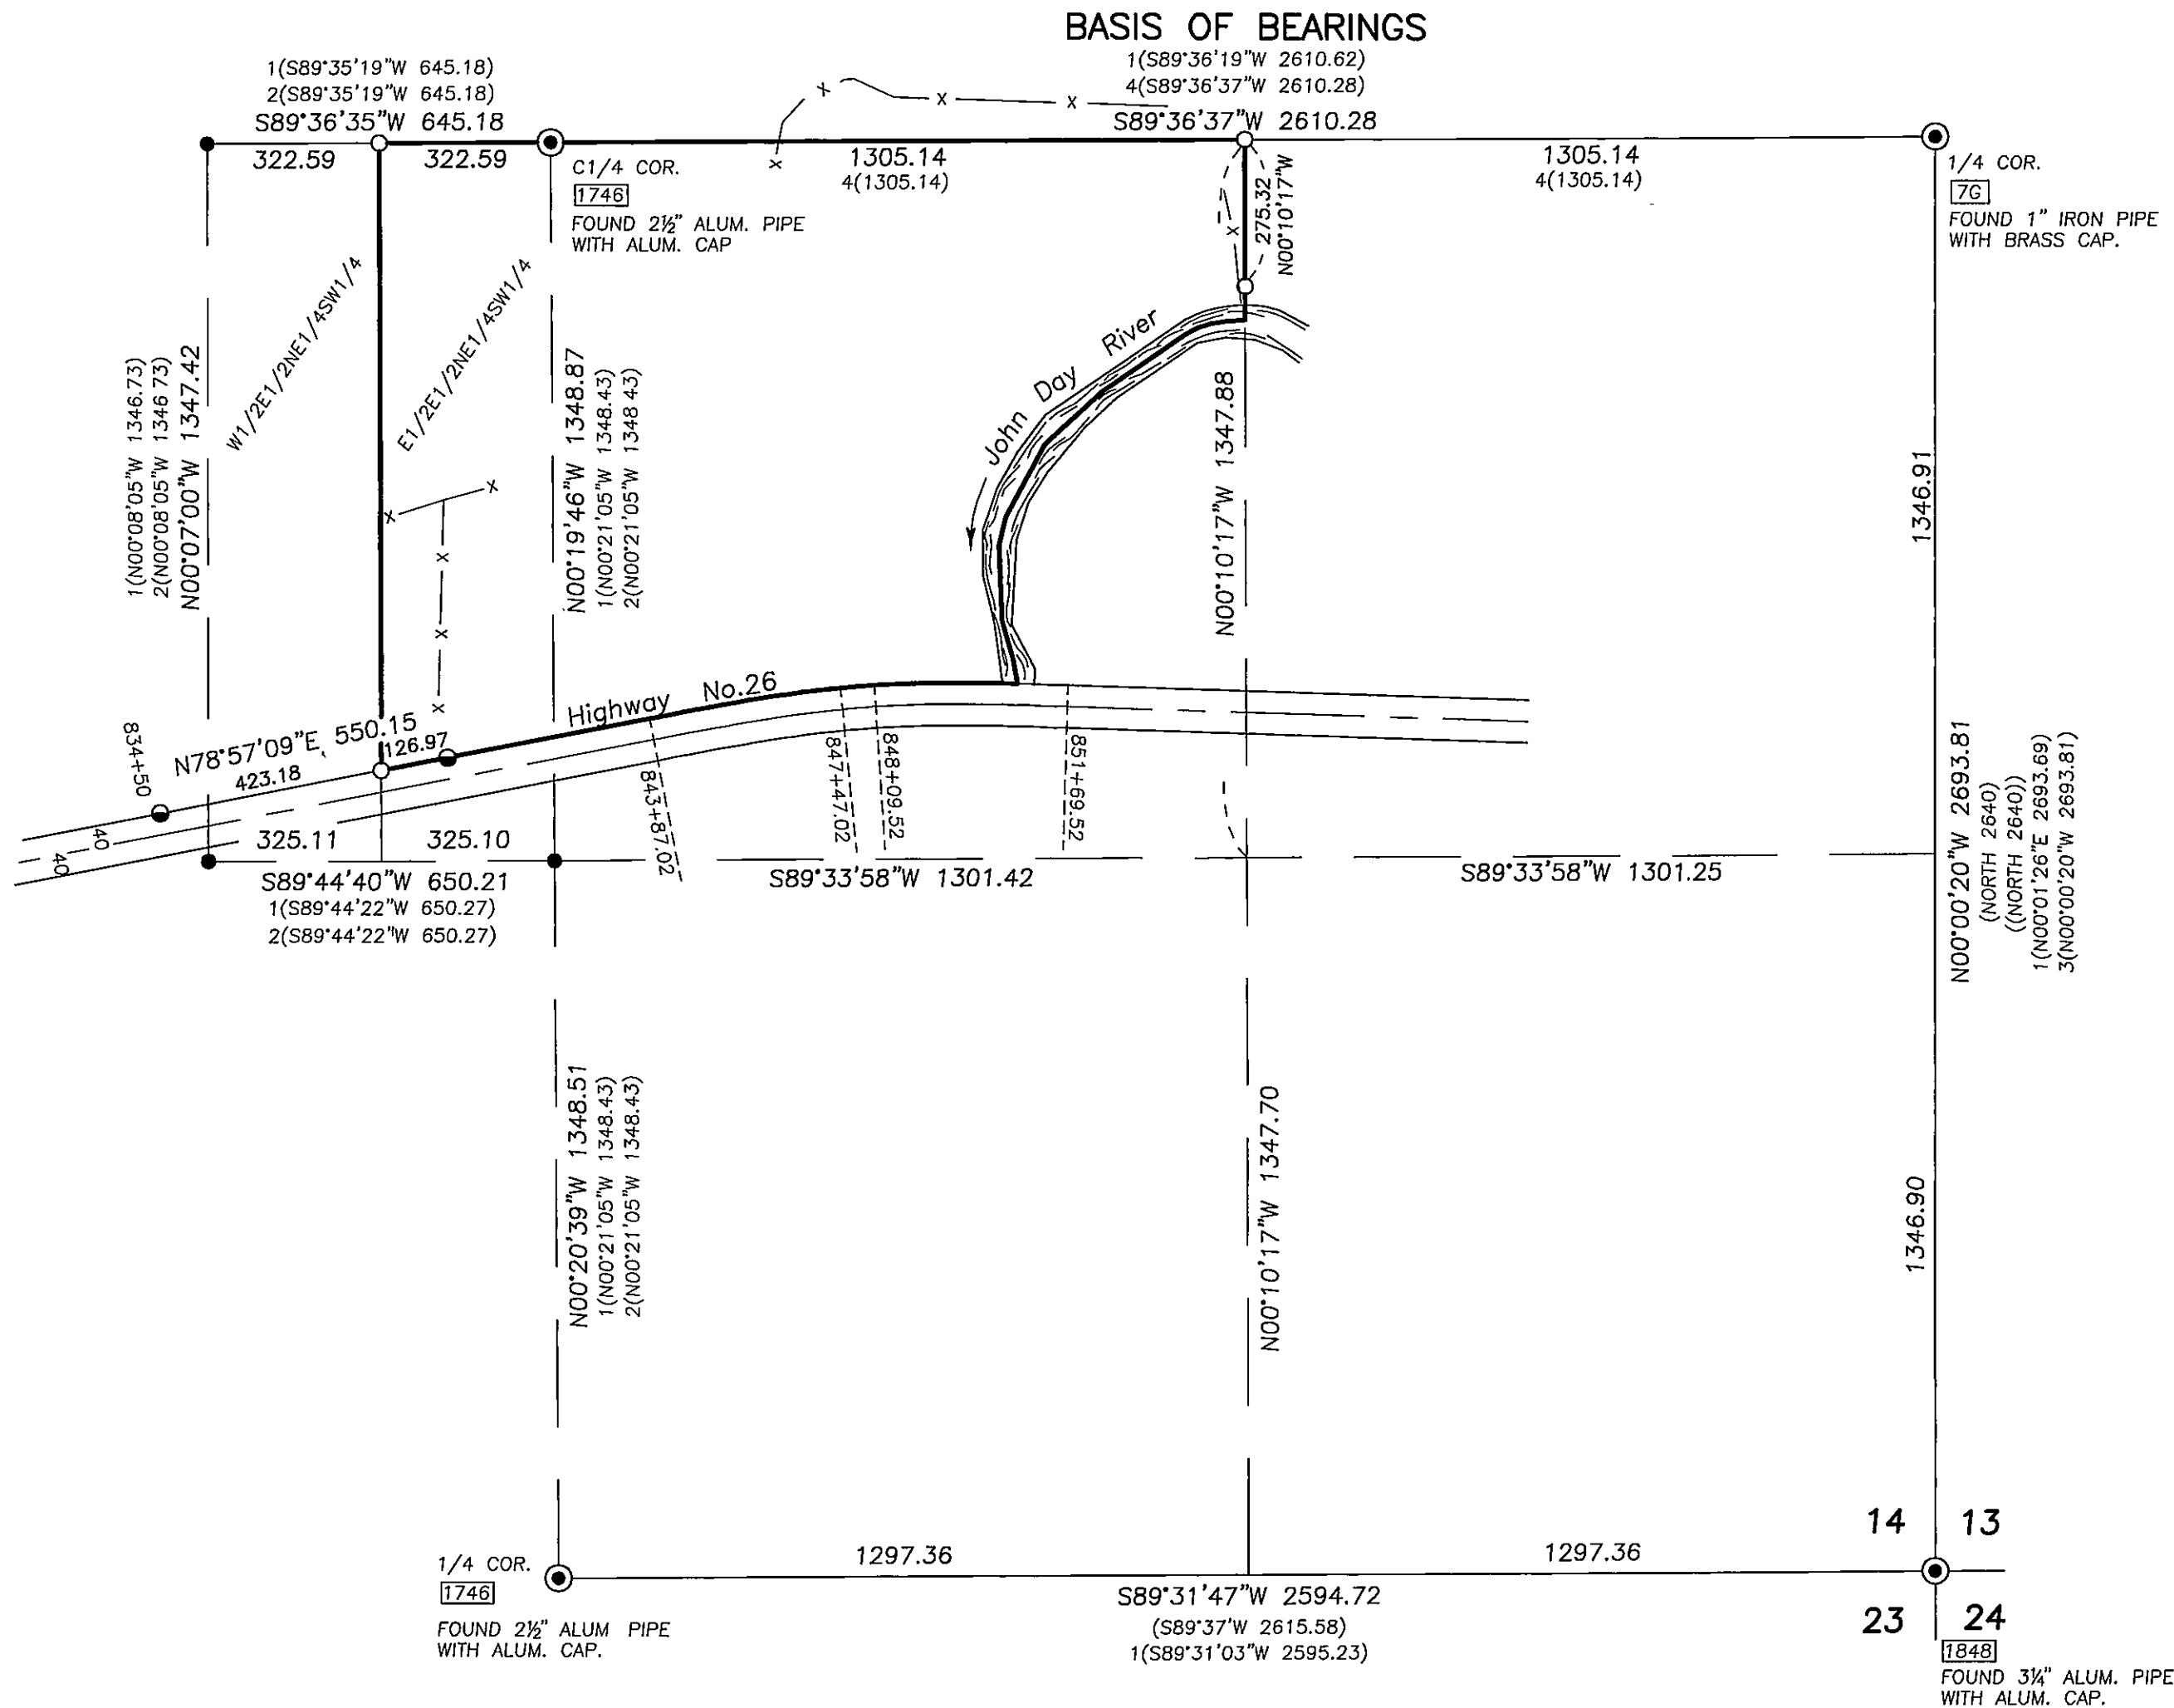 BASIS OF BEARINGS
1(S89°36'19"W 2610.62)
4(S89°36'37"W 2610.28)
S89°36'37"W 2610.28
1(S89°35'19"W 645.18)
2(S89°35'19"W 645.18)
S89°36'35"W 645.18
322.59
322.59
1305.14
4(1305.14)
1305.14
4(1305.14)
C1/4 COR.
1746
FOUND 2½" ALUM. PIPE
WITH ALUM. CAP
1/4 COR.
7G
FOUND 1" IRON PIPE
WITH BRASS CAP.
275.32
N00°10'17"W
W1/2E1/2NE1/4SW1/4
E1/2E1/2NE1/4SW1/4
1(N00°08'05"W 1346.73)
2(N00°08'05"W 1346 73)
N00°07'00"W 1347.42
N00°19'46"W 1348.87
1(N00°21'05"W 1348.43)
2(N00°21'05"W 1348 43)
John Day River
N00°10'17"W 1347.88
1346.91
Highway No.26
N78°57'09"E, 550.15
126.97
423.18
834+50
843+87.02
847+47.02
848+09.52
851+69.52
40
40
325.11
325.10
S89°44'40"W 650.21
1(S89°44'22"W 650.27)
2(S89°44'22"W 650.27)
S89°33'58"W 1301.42
S89°33'58"W 1301.25
N00°00'20"W 2693.81
(NORTH 2640)
((NORTH 2640))
1(N00°01'26"E 2693.69)
3(N00°00'20"W 2693.81)
N00°20'39"W 1348.51
1(N00°21'05"W 1348.43)
2(N00°21'05"W 1348.43)
N00°10'17"W 1347.70
1346.90
14 13
1/4 COR.
1746
FOUND 2½" ALUM PIPE
WITH ALUM. CAP.
1297.36
1297.36
S89°31'47"W 2594.72
(S89°37'W 2615.58)
1(S89°31'03"W 2595.23)
23 24
1848
FOUND 3¼" ALUM. PIPE
WITH ALUM. CAP.